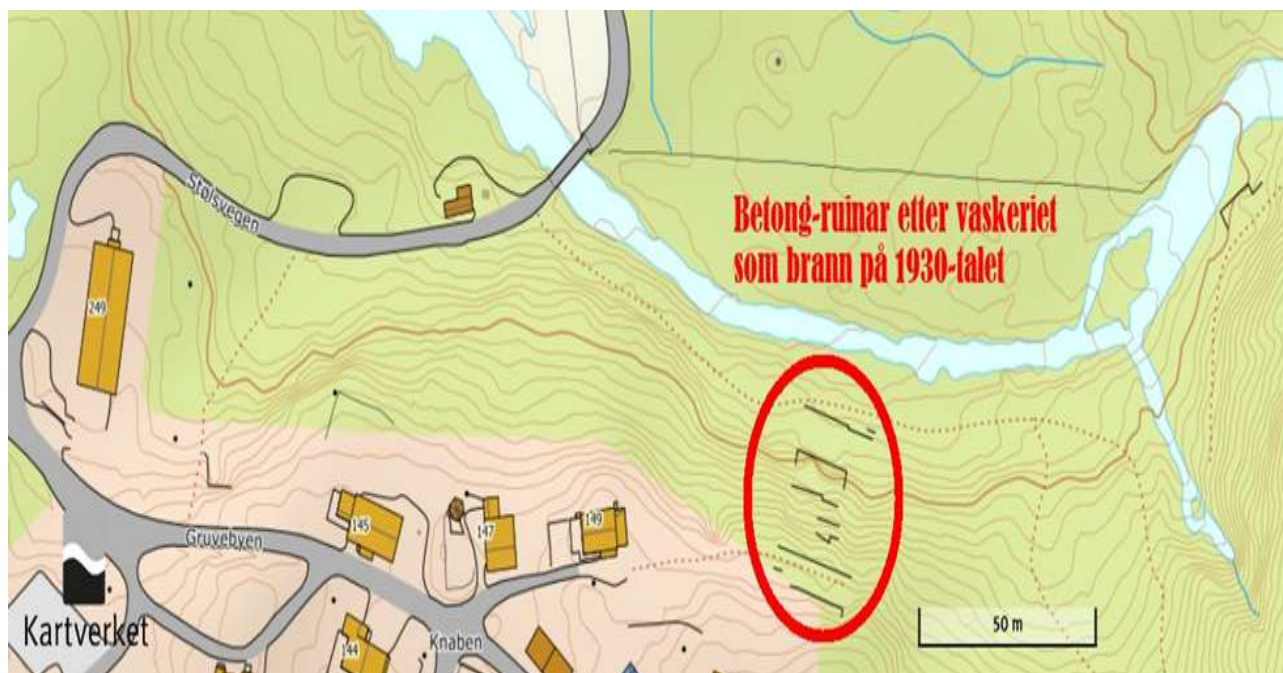 Stølsvegen
Betong-ruinar etter vaskeriet
som brann på 1930-talet
249
145
147
149
Gruvebyen
Kartverket
144
Knaben
50 m